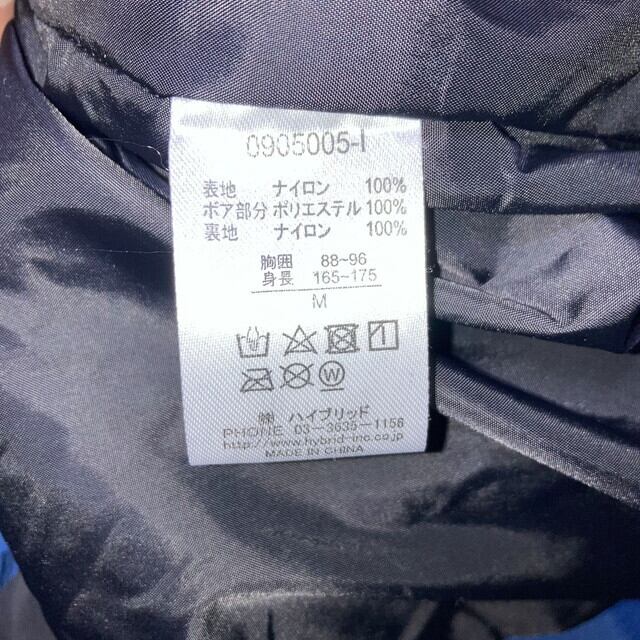 0905005-I
表地 ナイロン 100%
ボア部分 ポリエステル 100%
裏地 ナイロン 100%
胸囲 88~96
身長 165~175
M
W
㈱ ハイブリッド
PHONE 03-3635-1156
http://www.hybrid-inc.co.jp
MADE IN CHINA